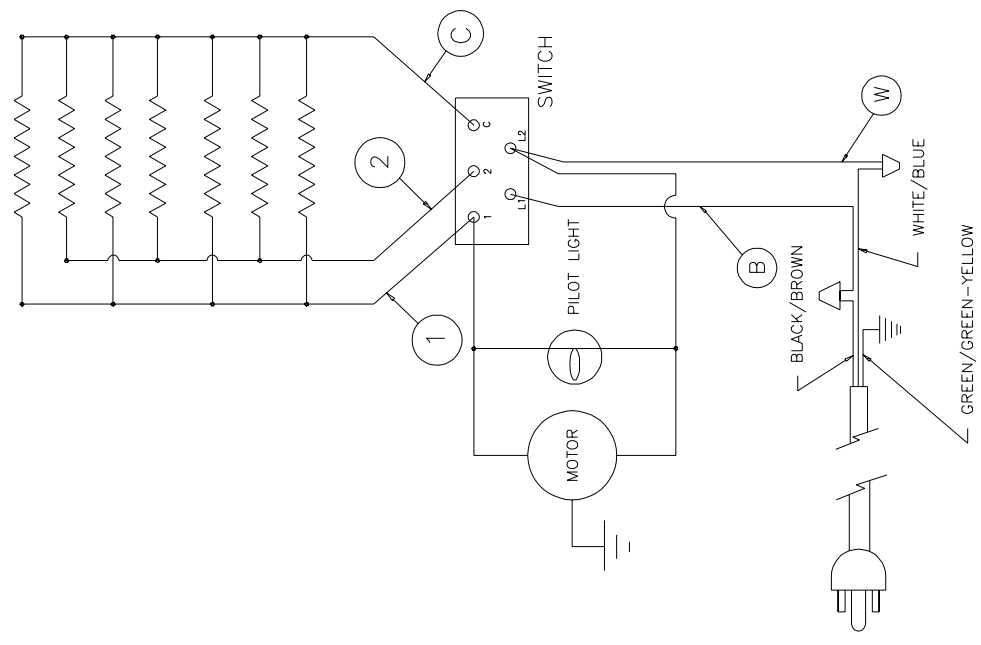 C
2
1
SWITCH
C
2
1
L2
L1
PILOT LIGHT
MOTOR
W
B
WHITE/BLUE
BLACK/BROWN
GREEN/GREEN-YELLOW